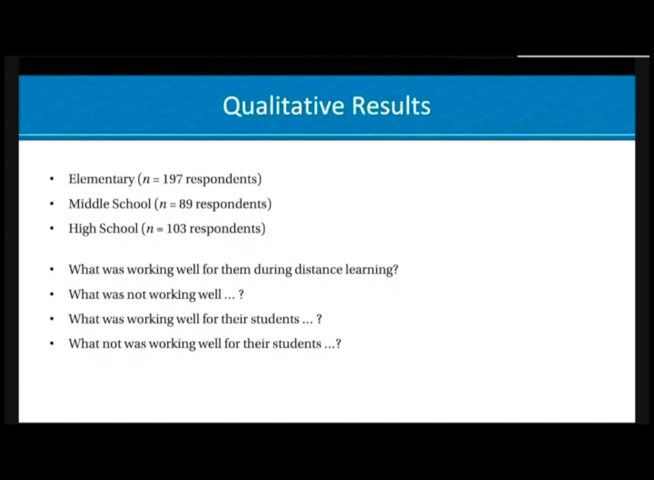 Qualitative Results
• Elementary (n = 197 respondents)
• Middle School (n = 89 respondents)
• High School (n = 103 respondents)
• What was working well for them during distance learning?
• What was not working well ... ?
• What was working well for their students ... ?
• What not was working well for their students ...?